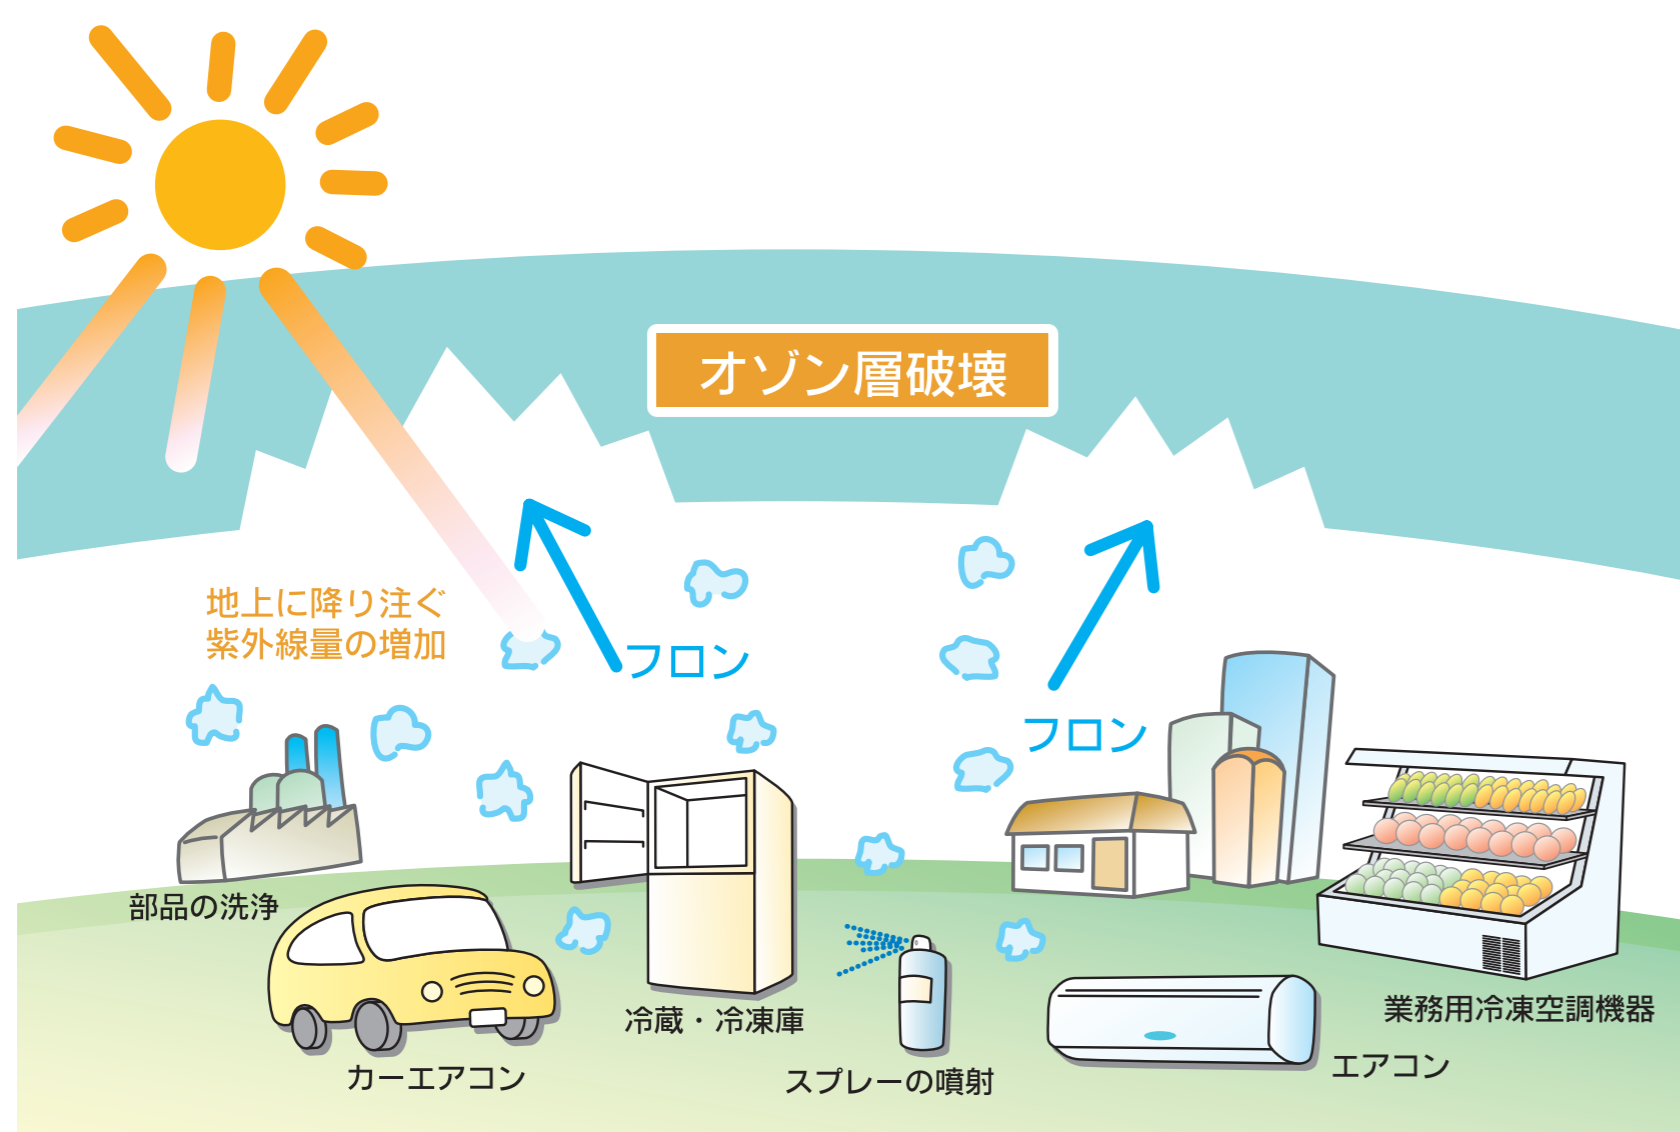 オゾン層破壊
地上に降り注ぐ
紫外線量の増加
フロン
フロン
部品の洗浄
カーエアコン
冷蔵・冷凍庫
スプレーの噴射
エアコン
業務用冷凍空調機器